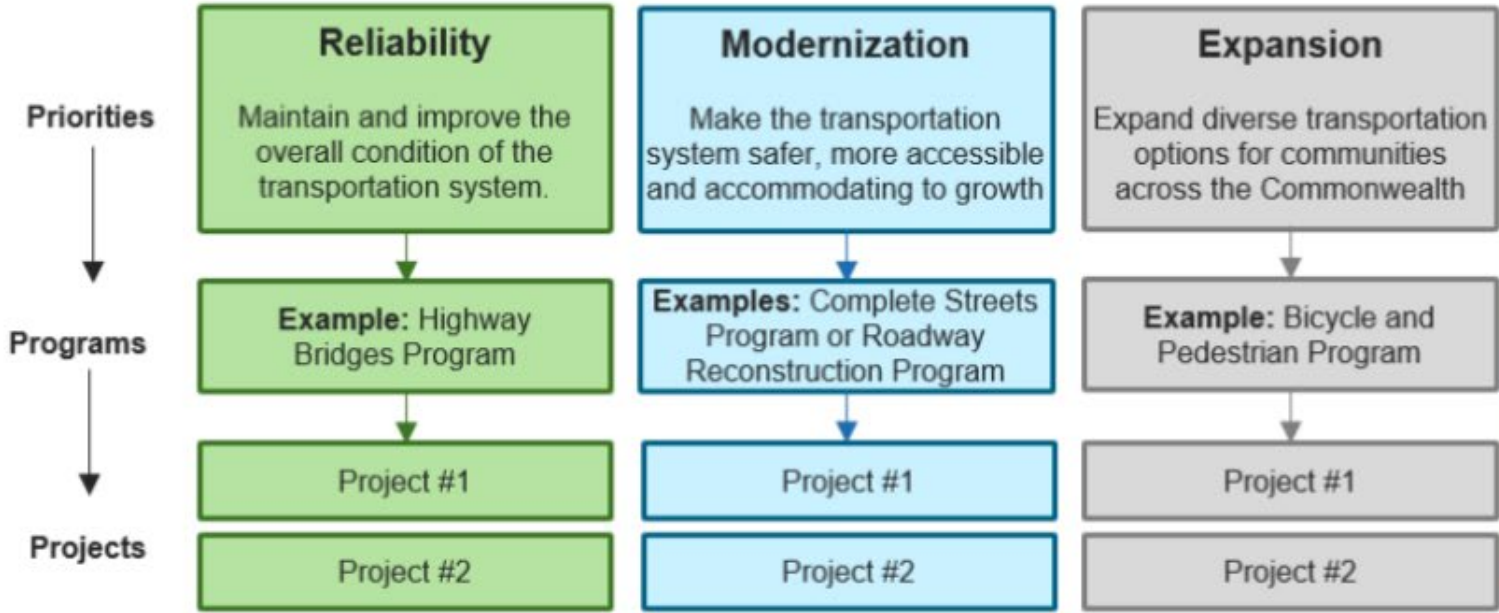 Priorities
Programs
Projects
Reliability
Maintain and improve the
overall condition of the
transportation system.
Example: Highway
Bridges Program
Project #1
Project #2
Modernization
Make the transportation
system safer, more accessible
and accommodating to growth
Examples: Complete Streets
Program or Roadway
Reconstruction Program
Project #1
Project #2
Expansion
Expand diverse transportation
options for communities
across the Commonwealth
Example: Bicycle and
Pedestrian Program
Project #1
Project #2